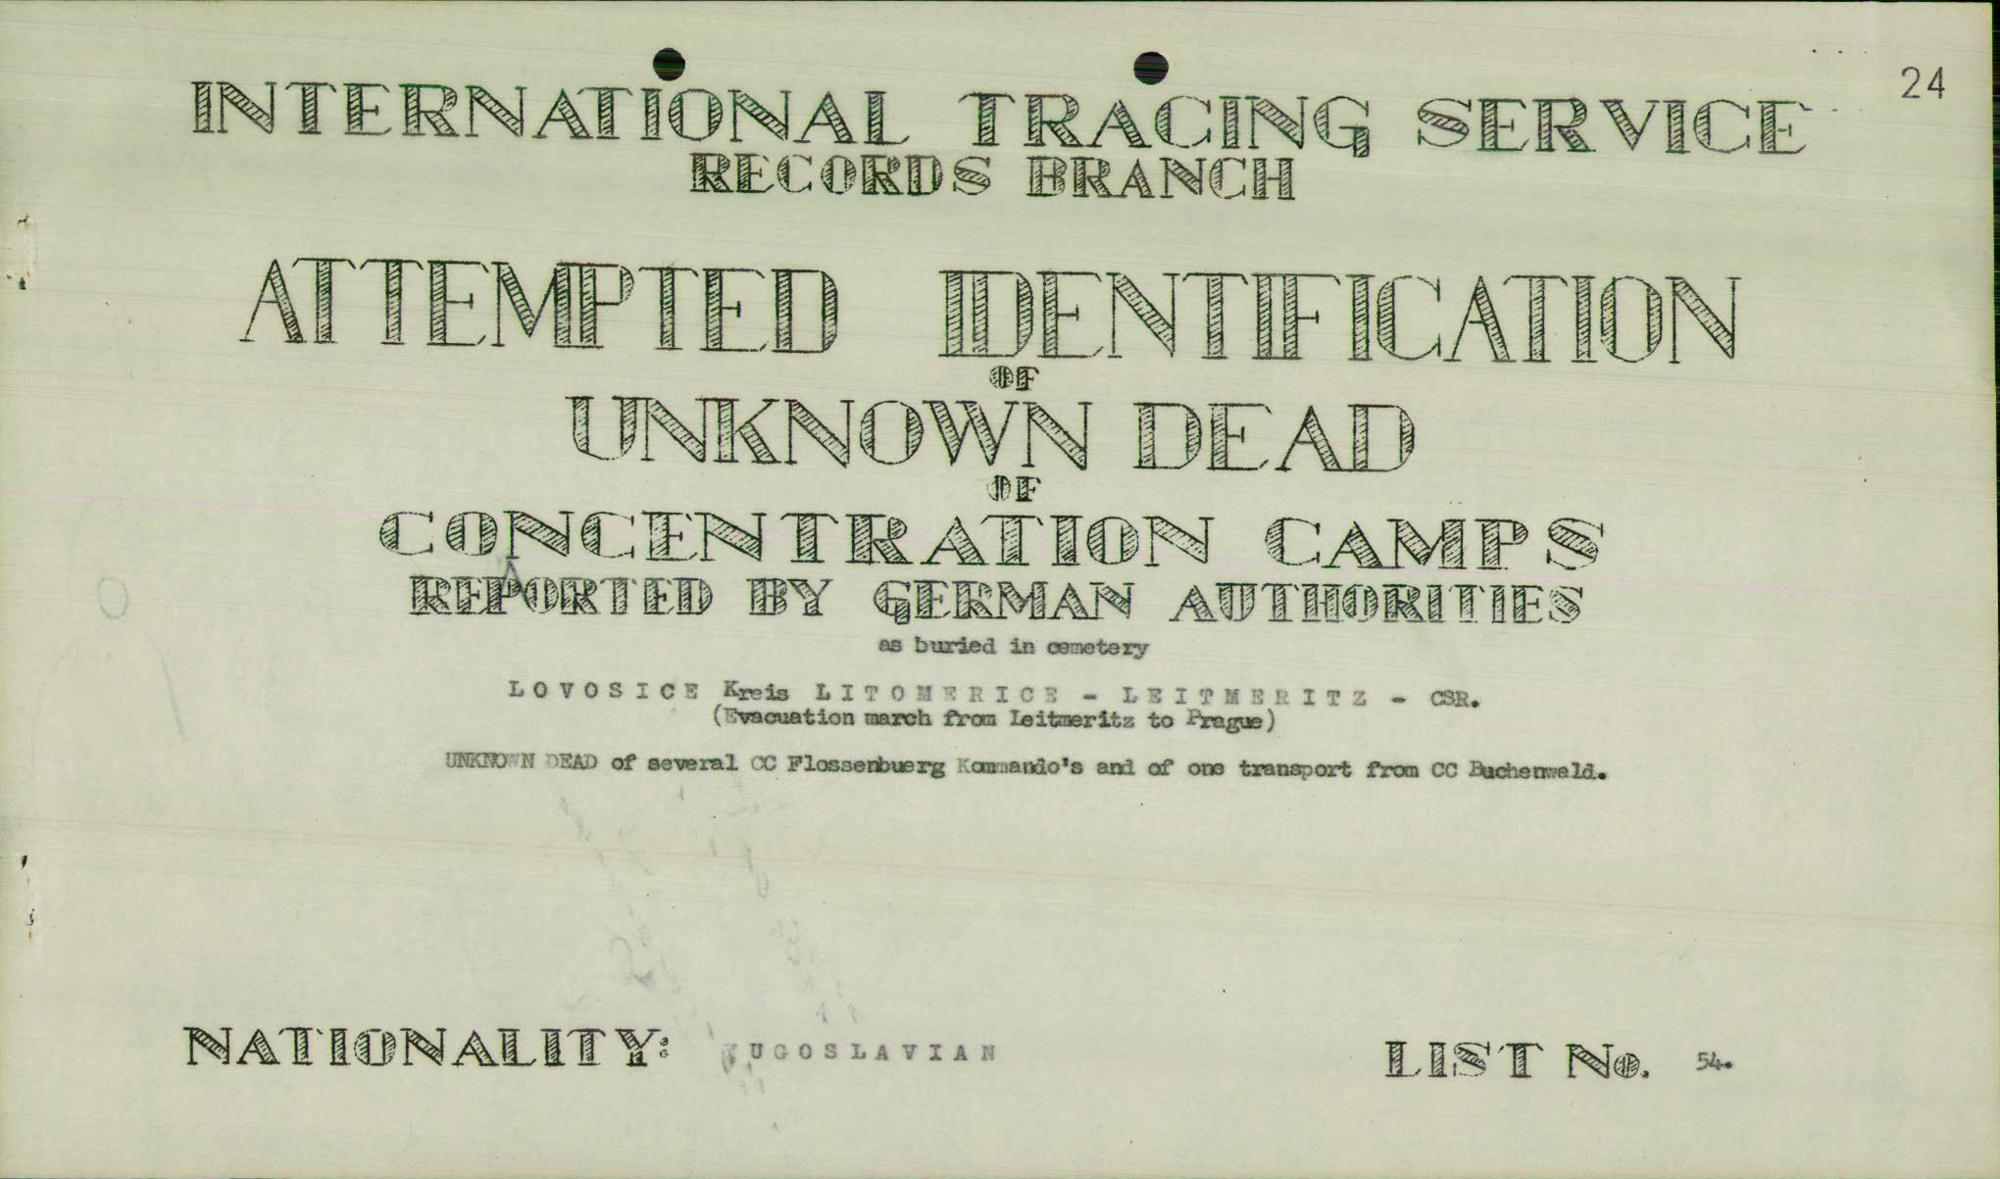 24
INTERNATIONAL TRACING SERVICE
RECORDS BRANCH
ATTEMPTED IDENTIFICATION
OF
UNKNOWN DEAD
OF
CONCENTRATION CAMPS
REPORTED BY GERMAN AUTHORITIES
as buried in cemetery
LOVOSICE Kreis LITOMERICE - LEITMERITZ - CSR.
(Evacuation march from Leitmeritz to Prague)
UNKNOWN DEAD of several CC Flossenbuerg Kommando's and of one transport from CC Buchenwald.
NATIONALITY: YUGOSLAVIAN
LIST No. 54.